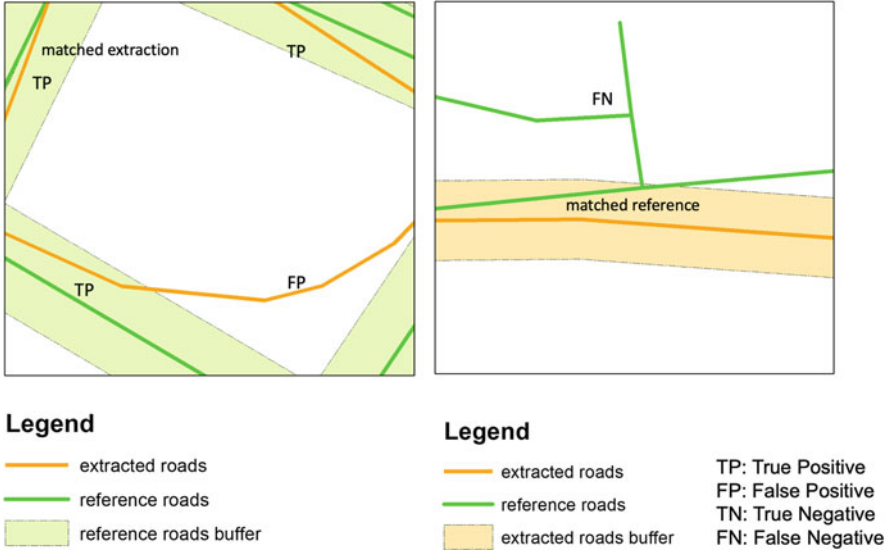 matched extraction
TP
TP
TP
FP
FN
matched reference
Legend
extracted roads
reference roads
reference roads buffer
Legend
extracted roads
reference roads
extracted roads buffer
TP: True Positive
FP: False Positive
TN: True Negative
FN: False Negative